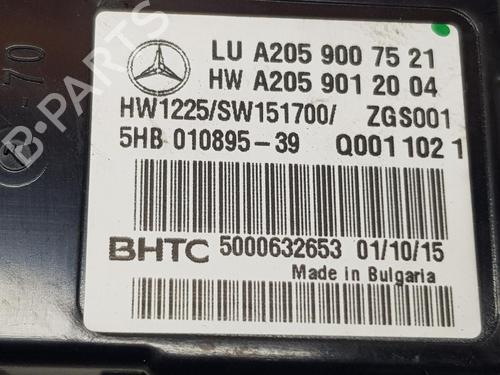 LU A205 900 75 21
HW A205 901 20 04
HW1225/SW151700/ ZGS001
5HB 010895-39 Q001 102 1
BHTC 5000632653 01/10/15
Made in Bulgaria
-70
B-PARTS